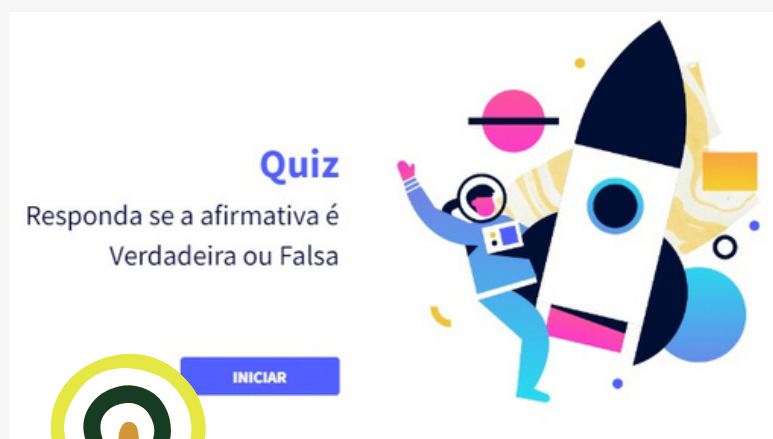 Quiz
Responda se a afirmativa é
Verdadeira ou Falsa
INICIAR